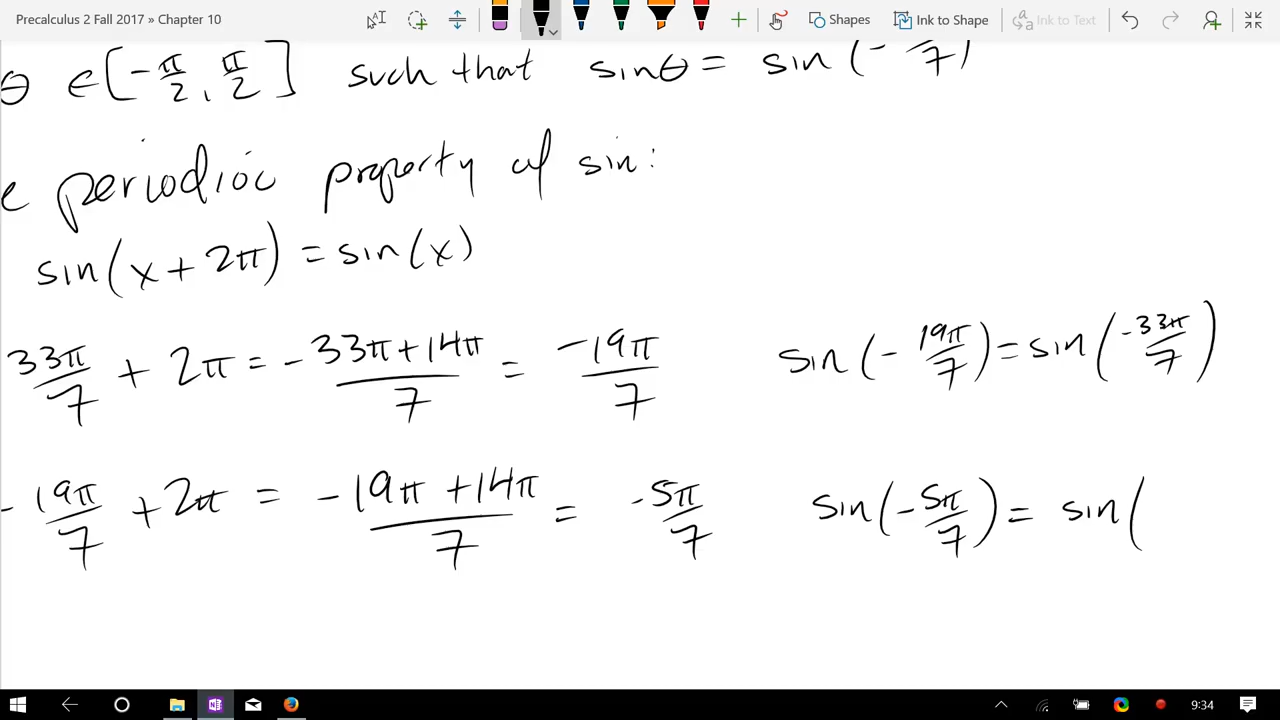 Precalculus 2 Fall 2017 » Chapter 10
Shapes Ink to Shape Ink to Text
θ ∈ [-π/2, π/2] such that sinθ = sin(- /7)
e periodic property of sin:
sin(x + 2π) = sin(x)
33π/7 + 2π = -33π+14π/7 = -19π/7 sin(-19π/7) = sin(-33π/7)
-19π/7 + 2π = -19π+14π/7 = -5π/7 sin(-5π/7) = sin(
9:34